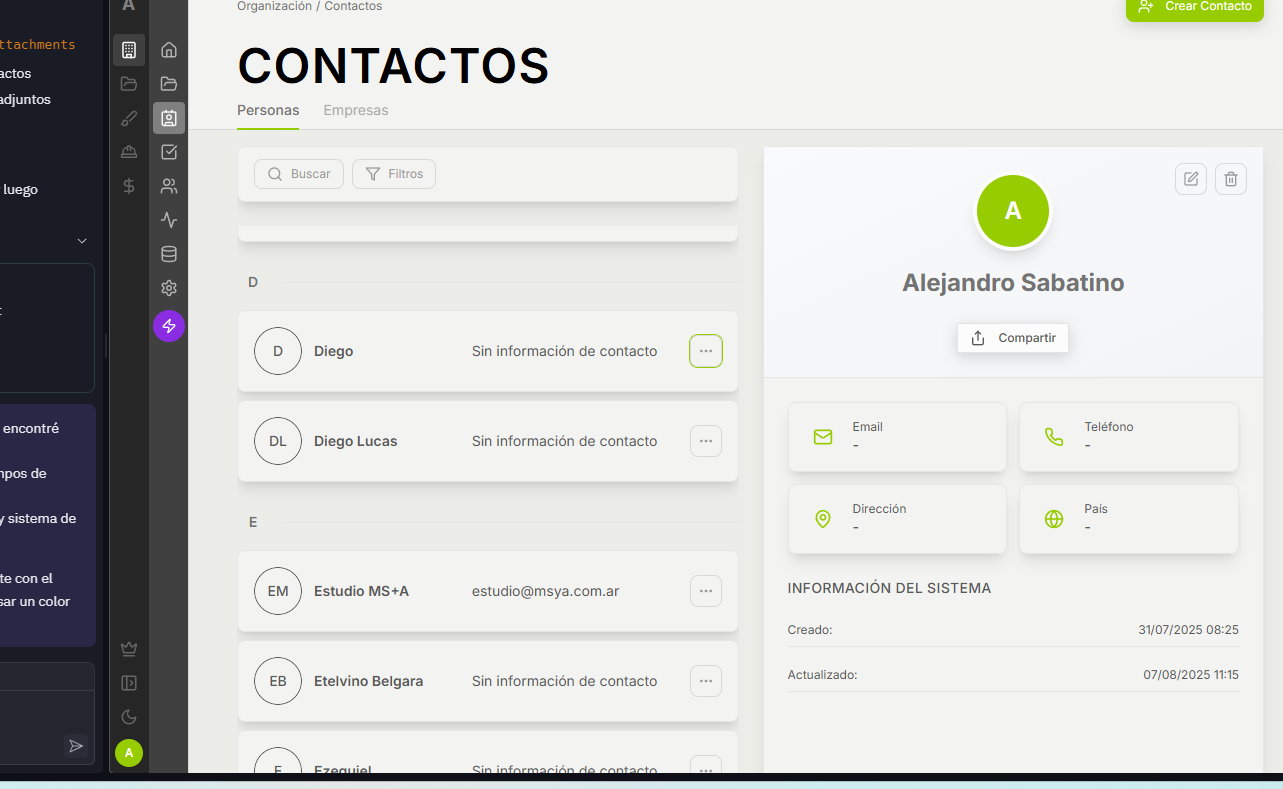 ttachments
actos
adjuntos
luego
encontré
npos de
y sistema de
te con el
sar un color
A
A
Organización / Contactos
Crear Contacto
CONTACTOS
Personas
Empresas
Buscar
Filtros
D
D
Diego
Sin información de contacto
DL
Diego Lucas
Sin información de contacto
E
EM
Estudio MS+A
estudio@msya.com.ar
EB
Etelvino Belgara
Sin información de contacto
E
Ezequiel
Sin información de contacto
A
Alejandro Sabatino
Compartir
Email
-
Teléfono
-
Dirección
-
País
-
INFORMACIÓN DEL SISTEMA
Creado: 31/07/2025 08:25
Actualizado: 07/08/2025 11:15